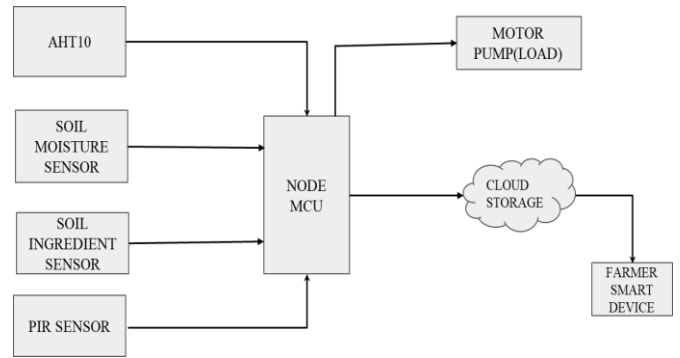 AHT10
MOTOR
PUMP(LOAD)
SOIL
MOISTURE
SENSOR
NODE
MCU
CLOUD
STORAGE
SOIL
INGREDIENT
SENSOR
FARMER
SMART
DEVICE
PIR SENSOR